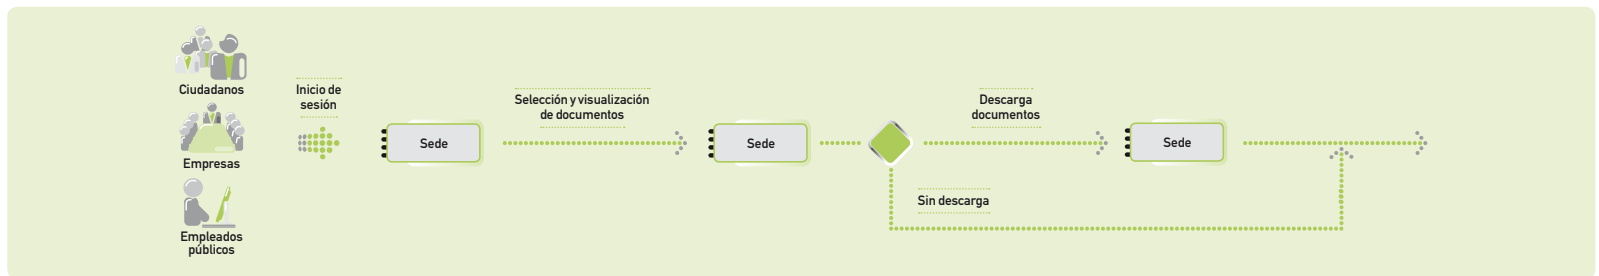 Ciudadanos
Empresas
Empleados
públicos
Inicio de
sesión
Sede
Selección y visualización
de documentos
Sede
Descarga
documentos
Sin descarga
Sede